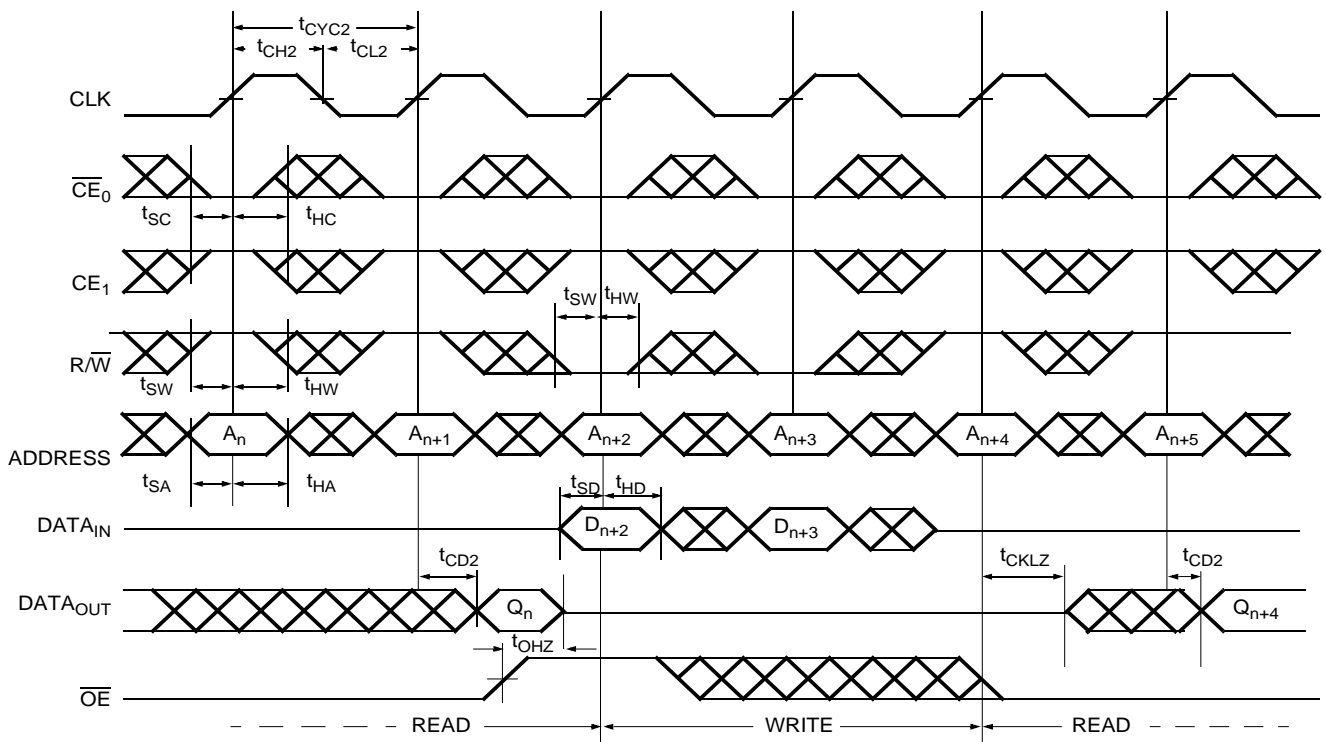 tCYC2
tCH2 tCL2
CLK
CE0
tSC tHC
CE1
tSW tHW
R/W
tSW tHW
An An+1 An+2 An+3 An+4 An+5
ADDRESS
tSA tHA
tSD tHD
DATAIN Dn+2 Dn+3
tCD2 tCKLZ tCD2
DATAOUT Qn Qn+4
tOHZ
OE
READ WRITE READ